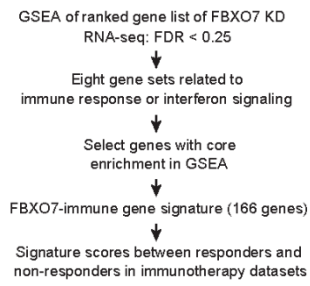 GSEA of ranked gene list of FBXO7 KD
RNA-seq: FDR < 0.25
Eight gene sets related to
immune response or interferon signaling
Select genes with core
enrichment in GSEA
FBXO7-immune gene signature (166 genes)
Signature scores between responders and
non-responders in immunotherapy datasets